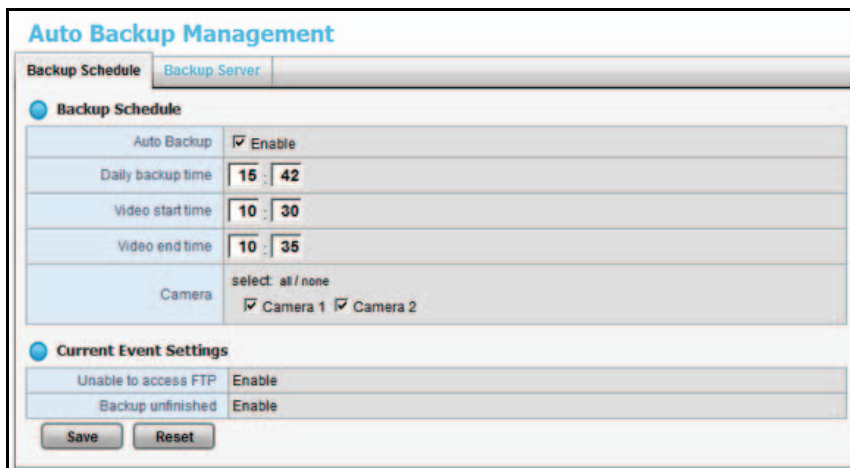 Auto Backup Management
Backup Schedule Backup Server
Backup Schedule
Auto Backup Enable
Daily backup time 15 : 42
Video start time 10 : 30
Video end time 10 : 35
Camera select: all / none
Camera 1 Camera 2
Current Event Settings
Unable to access FTP Enable
Backup unfinished Enable
Save Reset